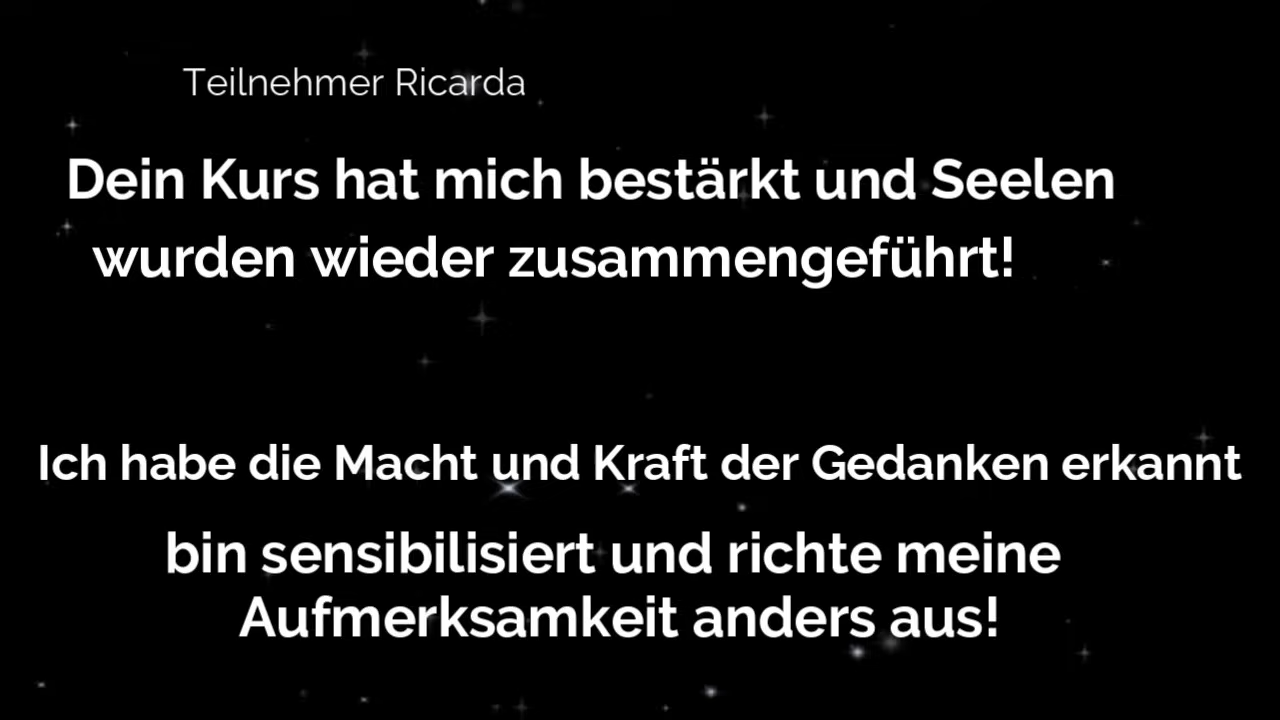 Teilnehmer Ricarda
Dein Kurs hat mich bestärkt und Seelen
wurden wieder zusammengeführt!
Ich habe die Macht und Kraft der Gedanken erkannt
bin sensibilisiert und richte meine
Aufmerksamkeit anders aus!